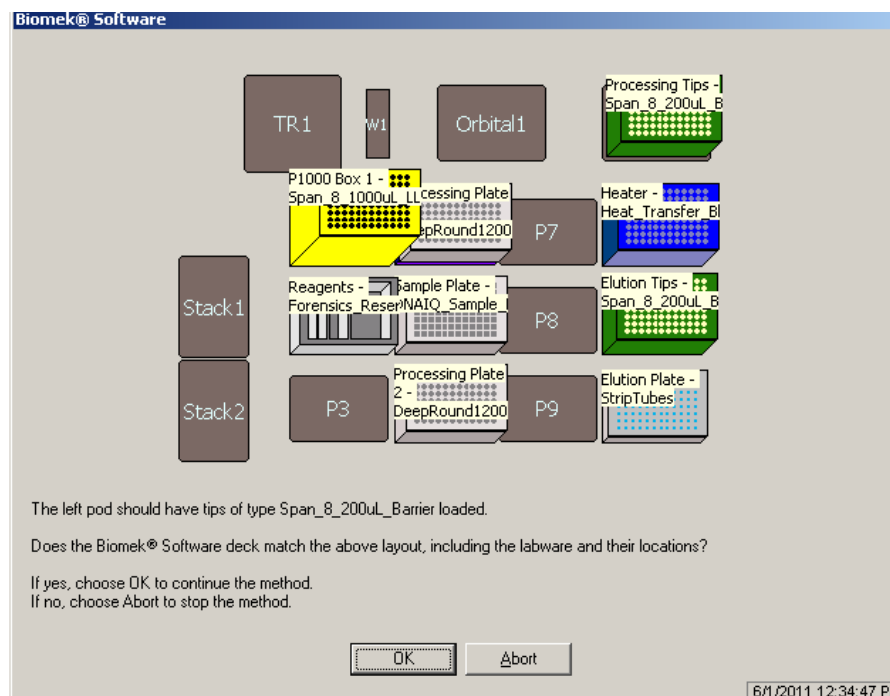 Biomek® Software
Processing Tips -
Span_8_200uL_B
TR1
W1
Orbital1
P1000 Box 1 -
Span_8_1000uL_LL
cessing Plate
epRound1200
P7
Heater -
Heat_Transfer_Bl
Stack1
Reagents -
Forensics_Reser
Sample Plate -
DNAIQ_Sample_
P8
Elution Tips -
Span_8_200uL_B
Stack2
P3
Processing Plate
2 -
DeepRound1200
P9
Elution Plate -
StripTubes
The left pod should have tips of type Span_8_200uL_Barrier loaded.
Does the Biomek® Software deck match the above layout, including the labware and their locations?
If yes, choose OK to continue the method.
If no, choose Abort to stop the method.
OK
Abort
6/1/2011 12:34:47 P